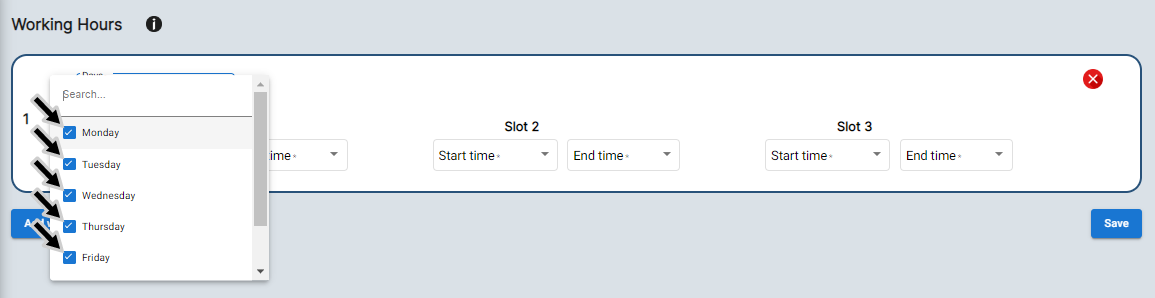 Working Hours
Days
Search...
1
Monday
Tuesday
Wednesday
Thursday
Friday
ime *
Slot 2
Start time *
End time *
Slot 3
Start time *
End time *
Save